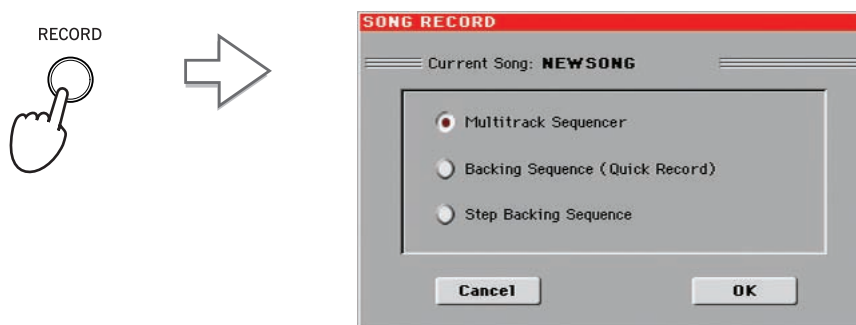 RECORD
SONG RECORD
Current Song: NEWSONG
Multitrack Sequencer
Backing Sequence (Quick Record)
Step Backing Sequence
Cancel
OK